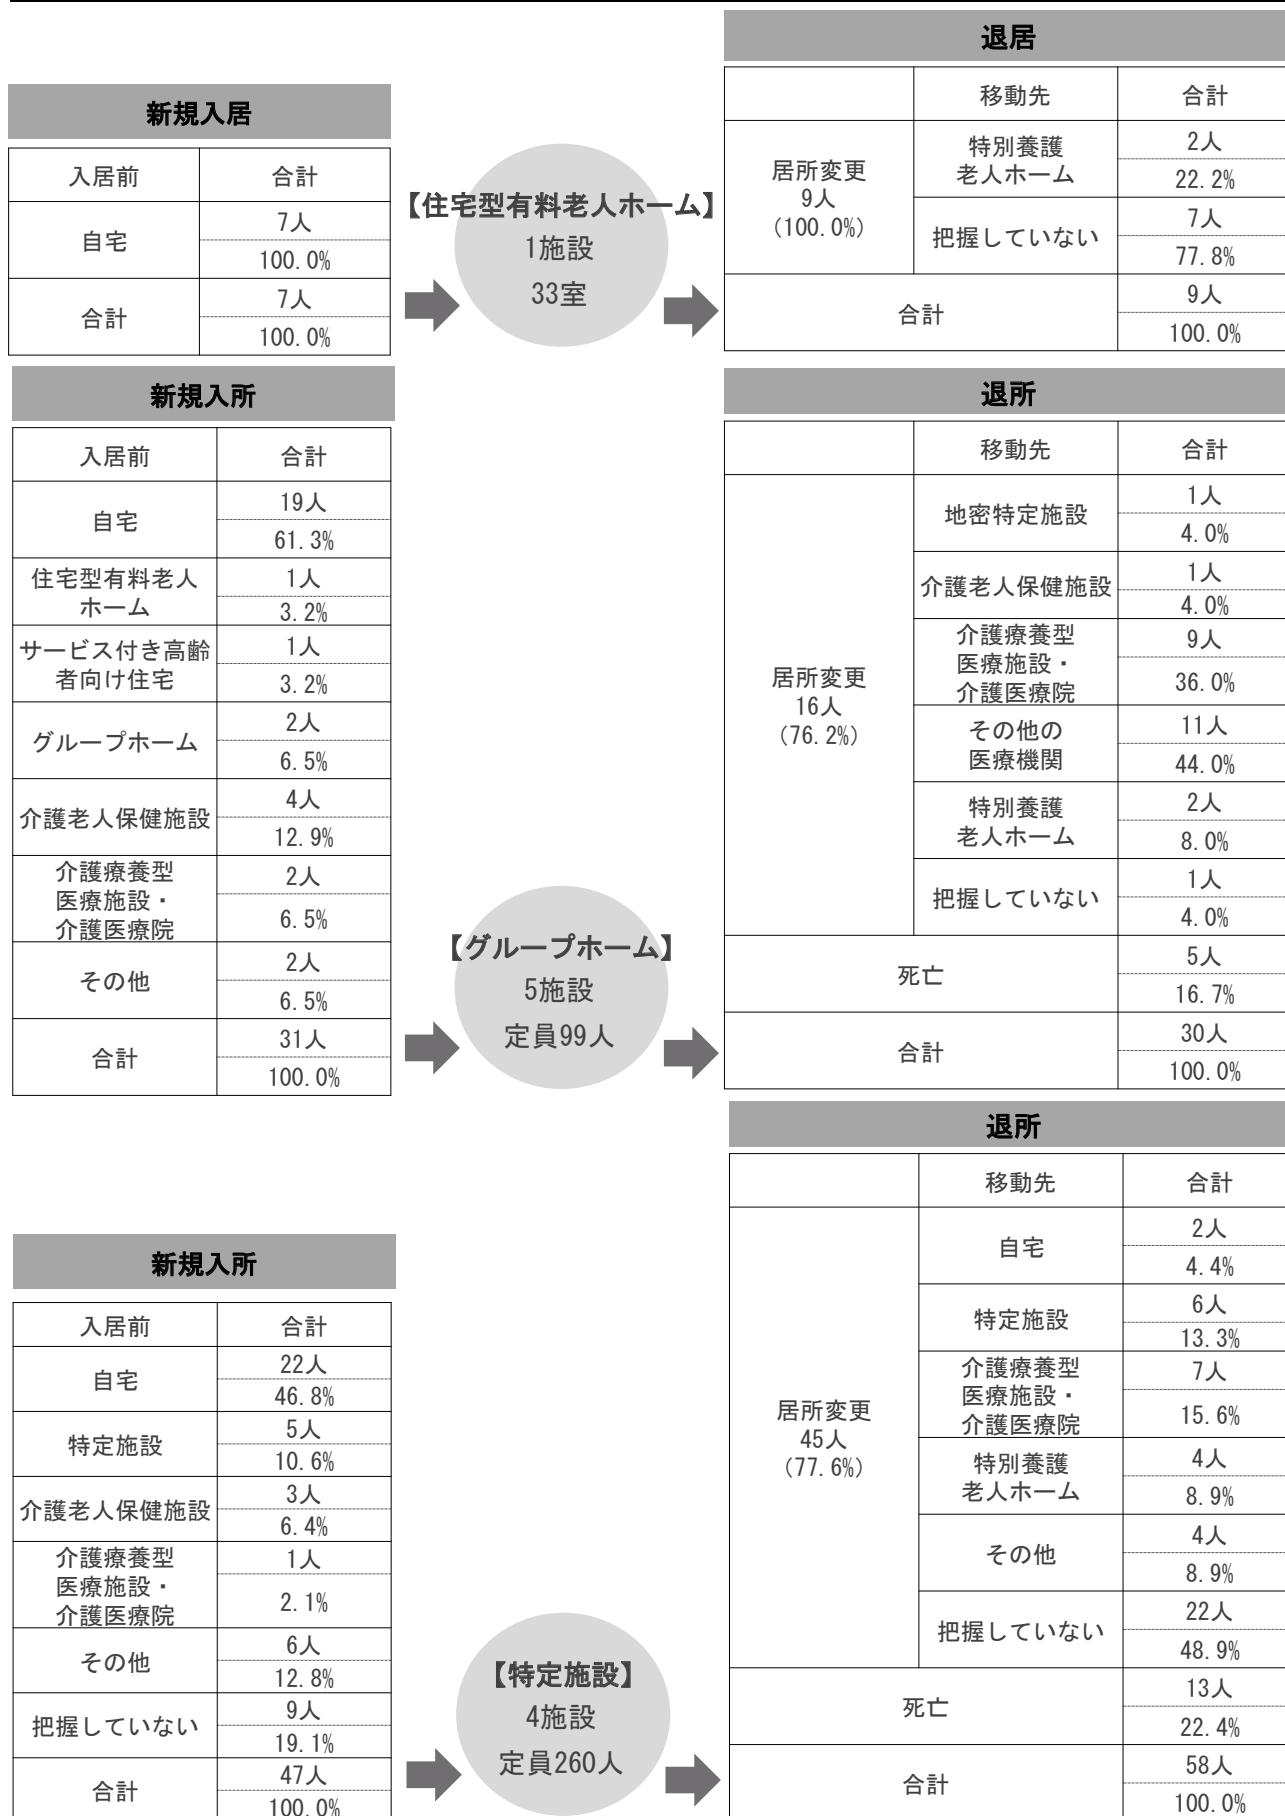 新規入居
入居前 合計
自宅 7人
100.0%
合計 7人
100.0%
【住宅型有料老人ホーム】
1施設
33室
退居
移動先 合計
居所変更
9人
(100.0%)
特別養護
老人ホーム
2人
22.2%
把握していない 7人
77.8%
合計 9人
100.0%
新規入所
入居前 合計
自宅 19人
61.3%
住宅型有料老人
ホーム
1人
3.2%
サービス付き高齢
者向け住宅
1人
3.2%
グループホーム 2人
6.5%
介護老人保健施設 4人
12.9%
介護療養型
医療施設・
介護医療院
2人
6.5%
その他 2人
6.5%
合計 31人
100.0%
【グループホーム】
5施設
定員99人
退所
移動先 合計
居所変更
16人
(76.2%)
地密特定施設 1人
4.0%
介護老人保健施設 1人
4.0%
介護療養型
医療施設・
介護医療院
9人
36.0%
その他の
医療機関
11人
44.0%
特別養護
老人ホーム
2人
8.0%
把握していない 1人
4.0%
死亡 5人
16.7%
合計 30人
100.0%
新規入所
入居前 合計
自宅 22人
46.8%
特定施設 5人
10.6%
介護老人保健施設 3人
6.4%
介護療養型
医療施設・
介護医療院
1人
2.1%
その他 6人
12.8%
把握していない 9人
19.1%
合計 47人
100.0%
【特定施設】
4施設
定員260人
退所
移動先 合計
居所変更
45人
(77.6%)
自宅 2人
4.4%
特定施設 6人
13.3%
介護療養型
医療施設・
介護医療院
7人
15.6%
特別養護
老人ホーム
4人
8.9%
その他 4人
8.9%
把握していない 22人
48.9%
死亡 13人
22.4%
合計 58人
100.0%